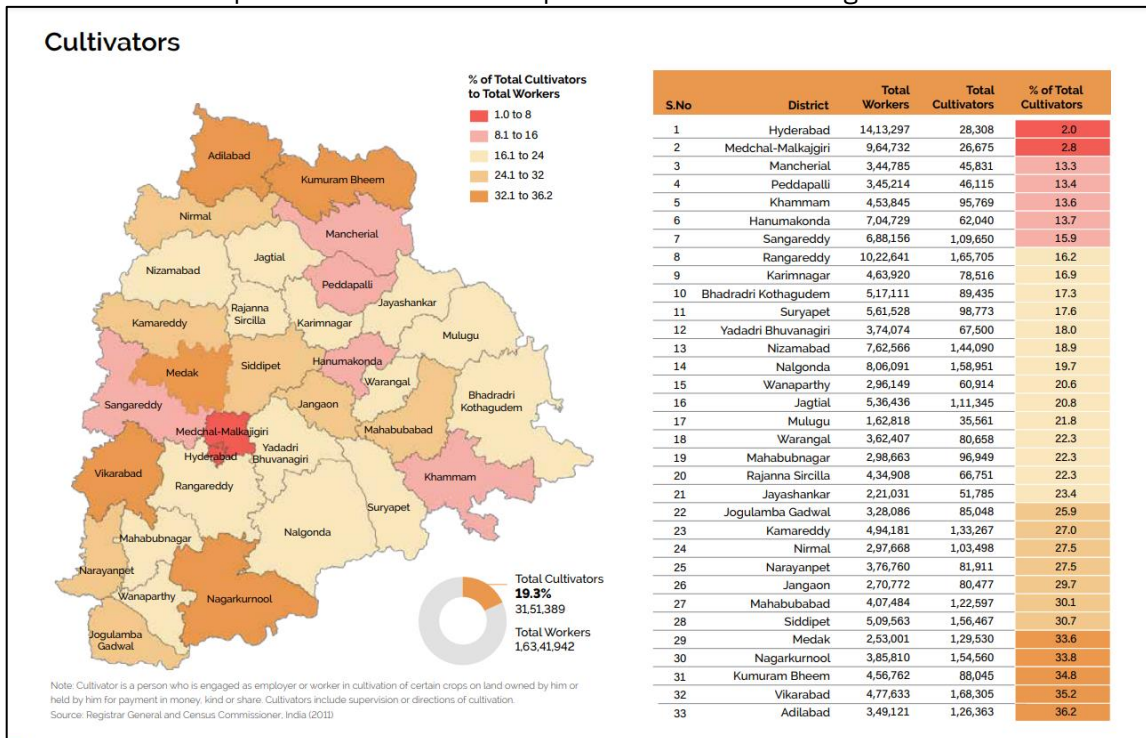 Cultivators
% of Total Cultivators
to Total Workers
1.0 to 8
8.1 to 16
16.1 to 24
24.1 to 32
32.1 to 36.2
Adilabad
Kumuram Bheem
Nirmal
Mancherial
Nizamabad
Jagtial
Peddapalli
Jayashankar
Kamareddy
Rajanna
Sircilla
Karimnagar
Mulugu
Medak
Siddipet
Hanumakonda
Warangal
Bhadradri
Kothagudem
Sangareddy
Jangaon
Mahabubabad
Medchal-Malkajigiri
Hyderabad
Yadadri
Bhuvanagiri
Khammam
Vikarabad
Rangareddy
Suryapet
Nalgonda
Mahabubnagar
Narayanpet
Wanaparthy
Nagarkurnool
Jogulamba
Gadwal
Total Cultivators
19.3%
31,51,389
Total Workers
1,63,41,942
Note: Cultivator is a person who is engaged as employer or worker in cultivation of certain crops on land owned by him or
held by him for payment in money, kind or share. Cultivators include supervision or directions of cultivation.
Source: Registrar General and Census Commissioner, India (2011)
S.No District Total Workers Total Cultivators % of Total Cultivators
1 Hyderabad 14,13,297 28,308 2.0
2 Medchal-Malkajgiri 9,64,732 26,675 2.8
3 Mancherial 3,44,785 45,831 13.3
4 Peddapalli 3,45,214 46,115 13.4
5 Khammam 4,53,845 95,769 13.6
6 Hanumakonda 7,04,729 62,040 13.7
7 Sangareddy 6,88,156 1,09,650 15.9
8 Rangareddy 10,22,641 1,65,705 16.2
9 Karimnagar 4,63,920 78,516 16.9
10 Bhadradri Kothagudem 5,17,111 89,435 17.3
11 Suryapet 5,61,528 98,773 17.6
12 Yadadri Bhuvanagiri 3,74,074 67,500 18.0
13 Nizamabad 7,62,566 1,44,090 18.9
14 Nalgonda 8,06,091 1,58,951 19.7
15 Wanaparthy 2,96,149 60,914 20.6
16 Jagtial 5,36,436 1,11,345 20.8
17 Mulugu 1,62,818 35,561 21.8
18 Warangal 3,62,407 80,658 22.3
19 Mahabubnagar 2,98,663 96,949 22.3
20 Rajanna Sircilla 4,34,908 66,751 22.3
21 Jayashankar 2,21,031 51,785 23.4
22 Jogulamba Gadwal 3,28,086 85,048 25.9
23 Kamareddy 4,94,181 1,33,267 27.0
24 Nirmal 2,97,668 1,03,498 27.5
25 Narayanpet 3,76,760 81,911 27.5
26 Jangaon 2,70,772 80,477 29.7
27 Mahabubabad 4,07,484 1,22,597 30.1
28 Siddipet 5,09,563 1,56,467 30.7
29 Medak 2,53,001 1,29,530 33.6
30 Nagarkurnool 3,85,810 1,54,560 33.8
31 Kumuram Bheem 4,56,762 88,045 34.8
32 Vikarabad 4,77,633 1,68,305 35.2
33 Adilabad 3,49,121 1,26,363 36.2